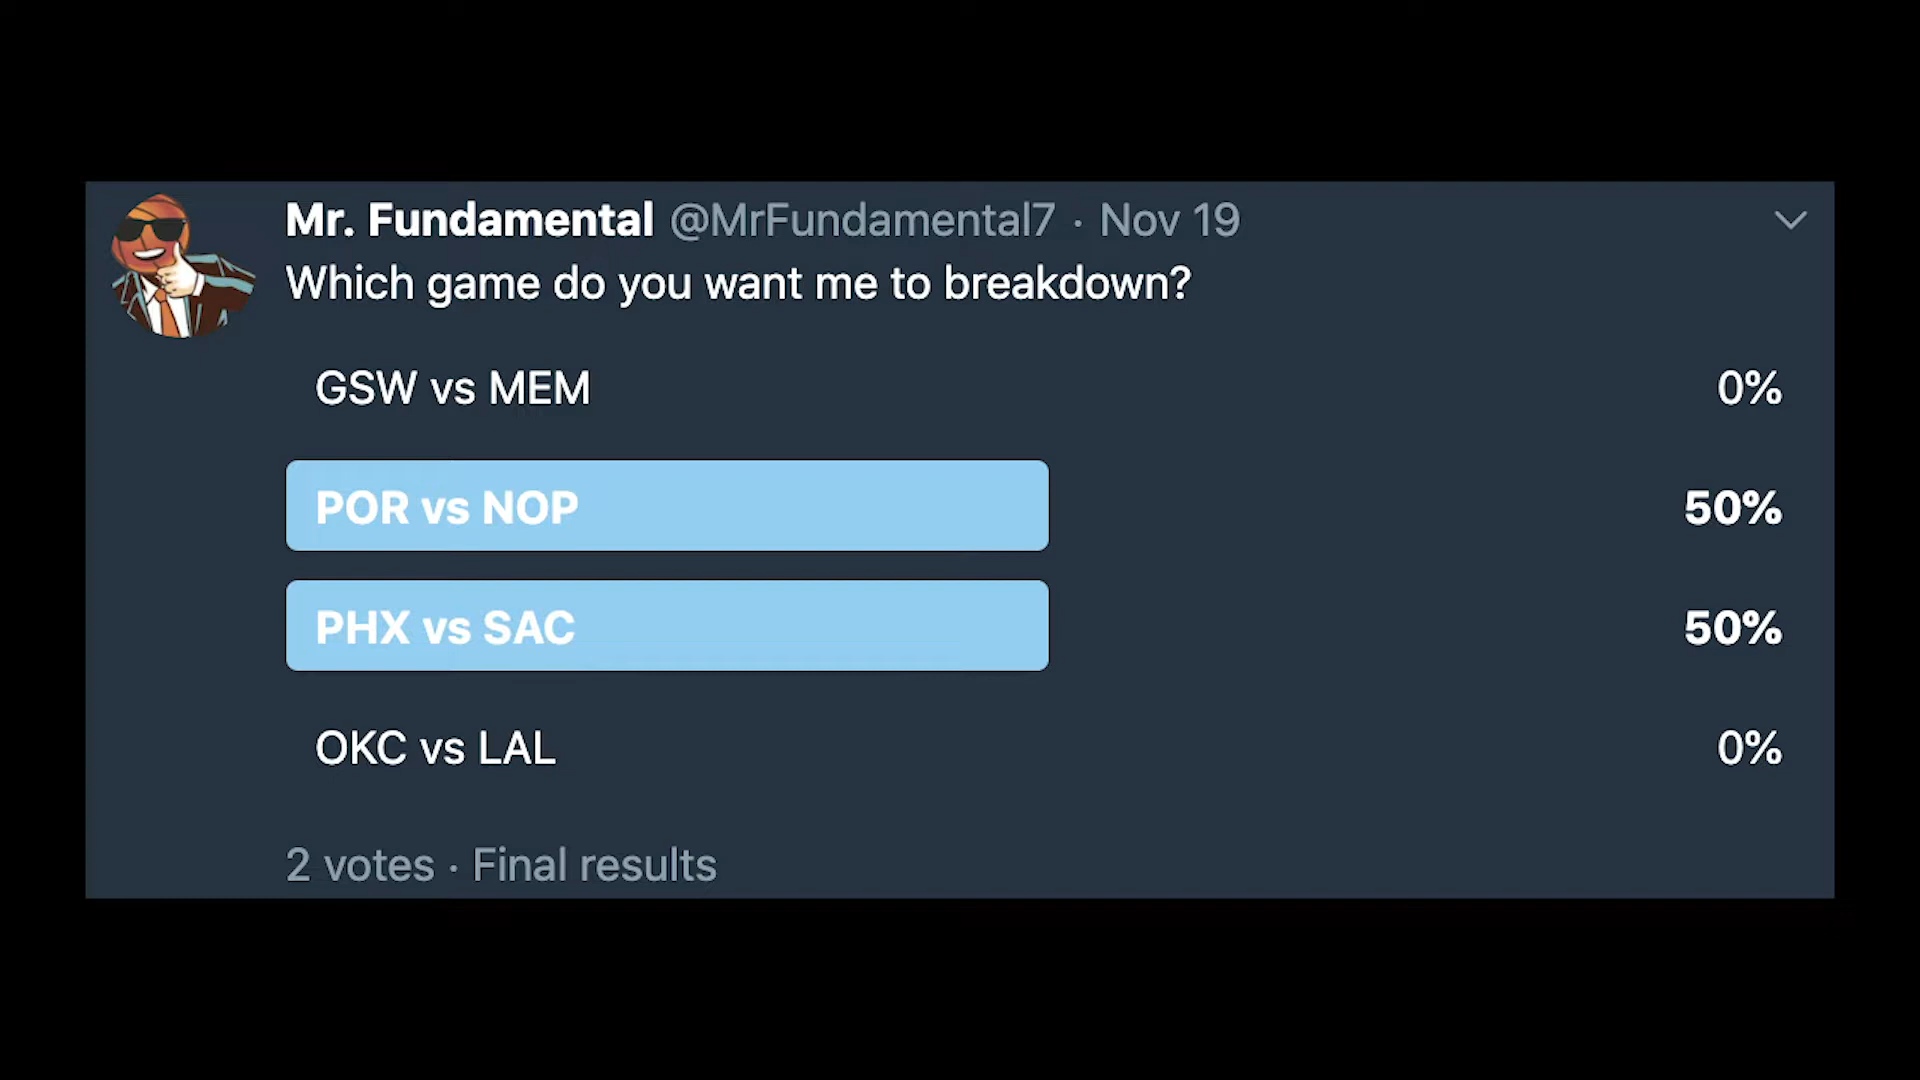 Mr. Fundamental @MrFundamental7 · Nov 19
Which game do you want me to breakdown?
GSW vs MEM 0%
POR vs NOP 50%
PHX vs SAC 50%
OKC vs LAL 0%
2 votes · Final results